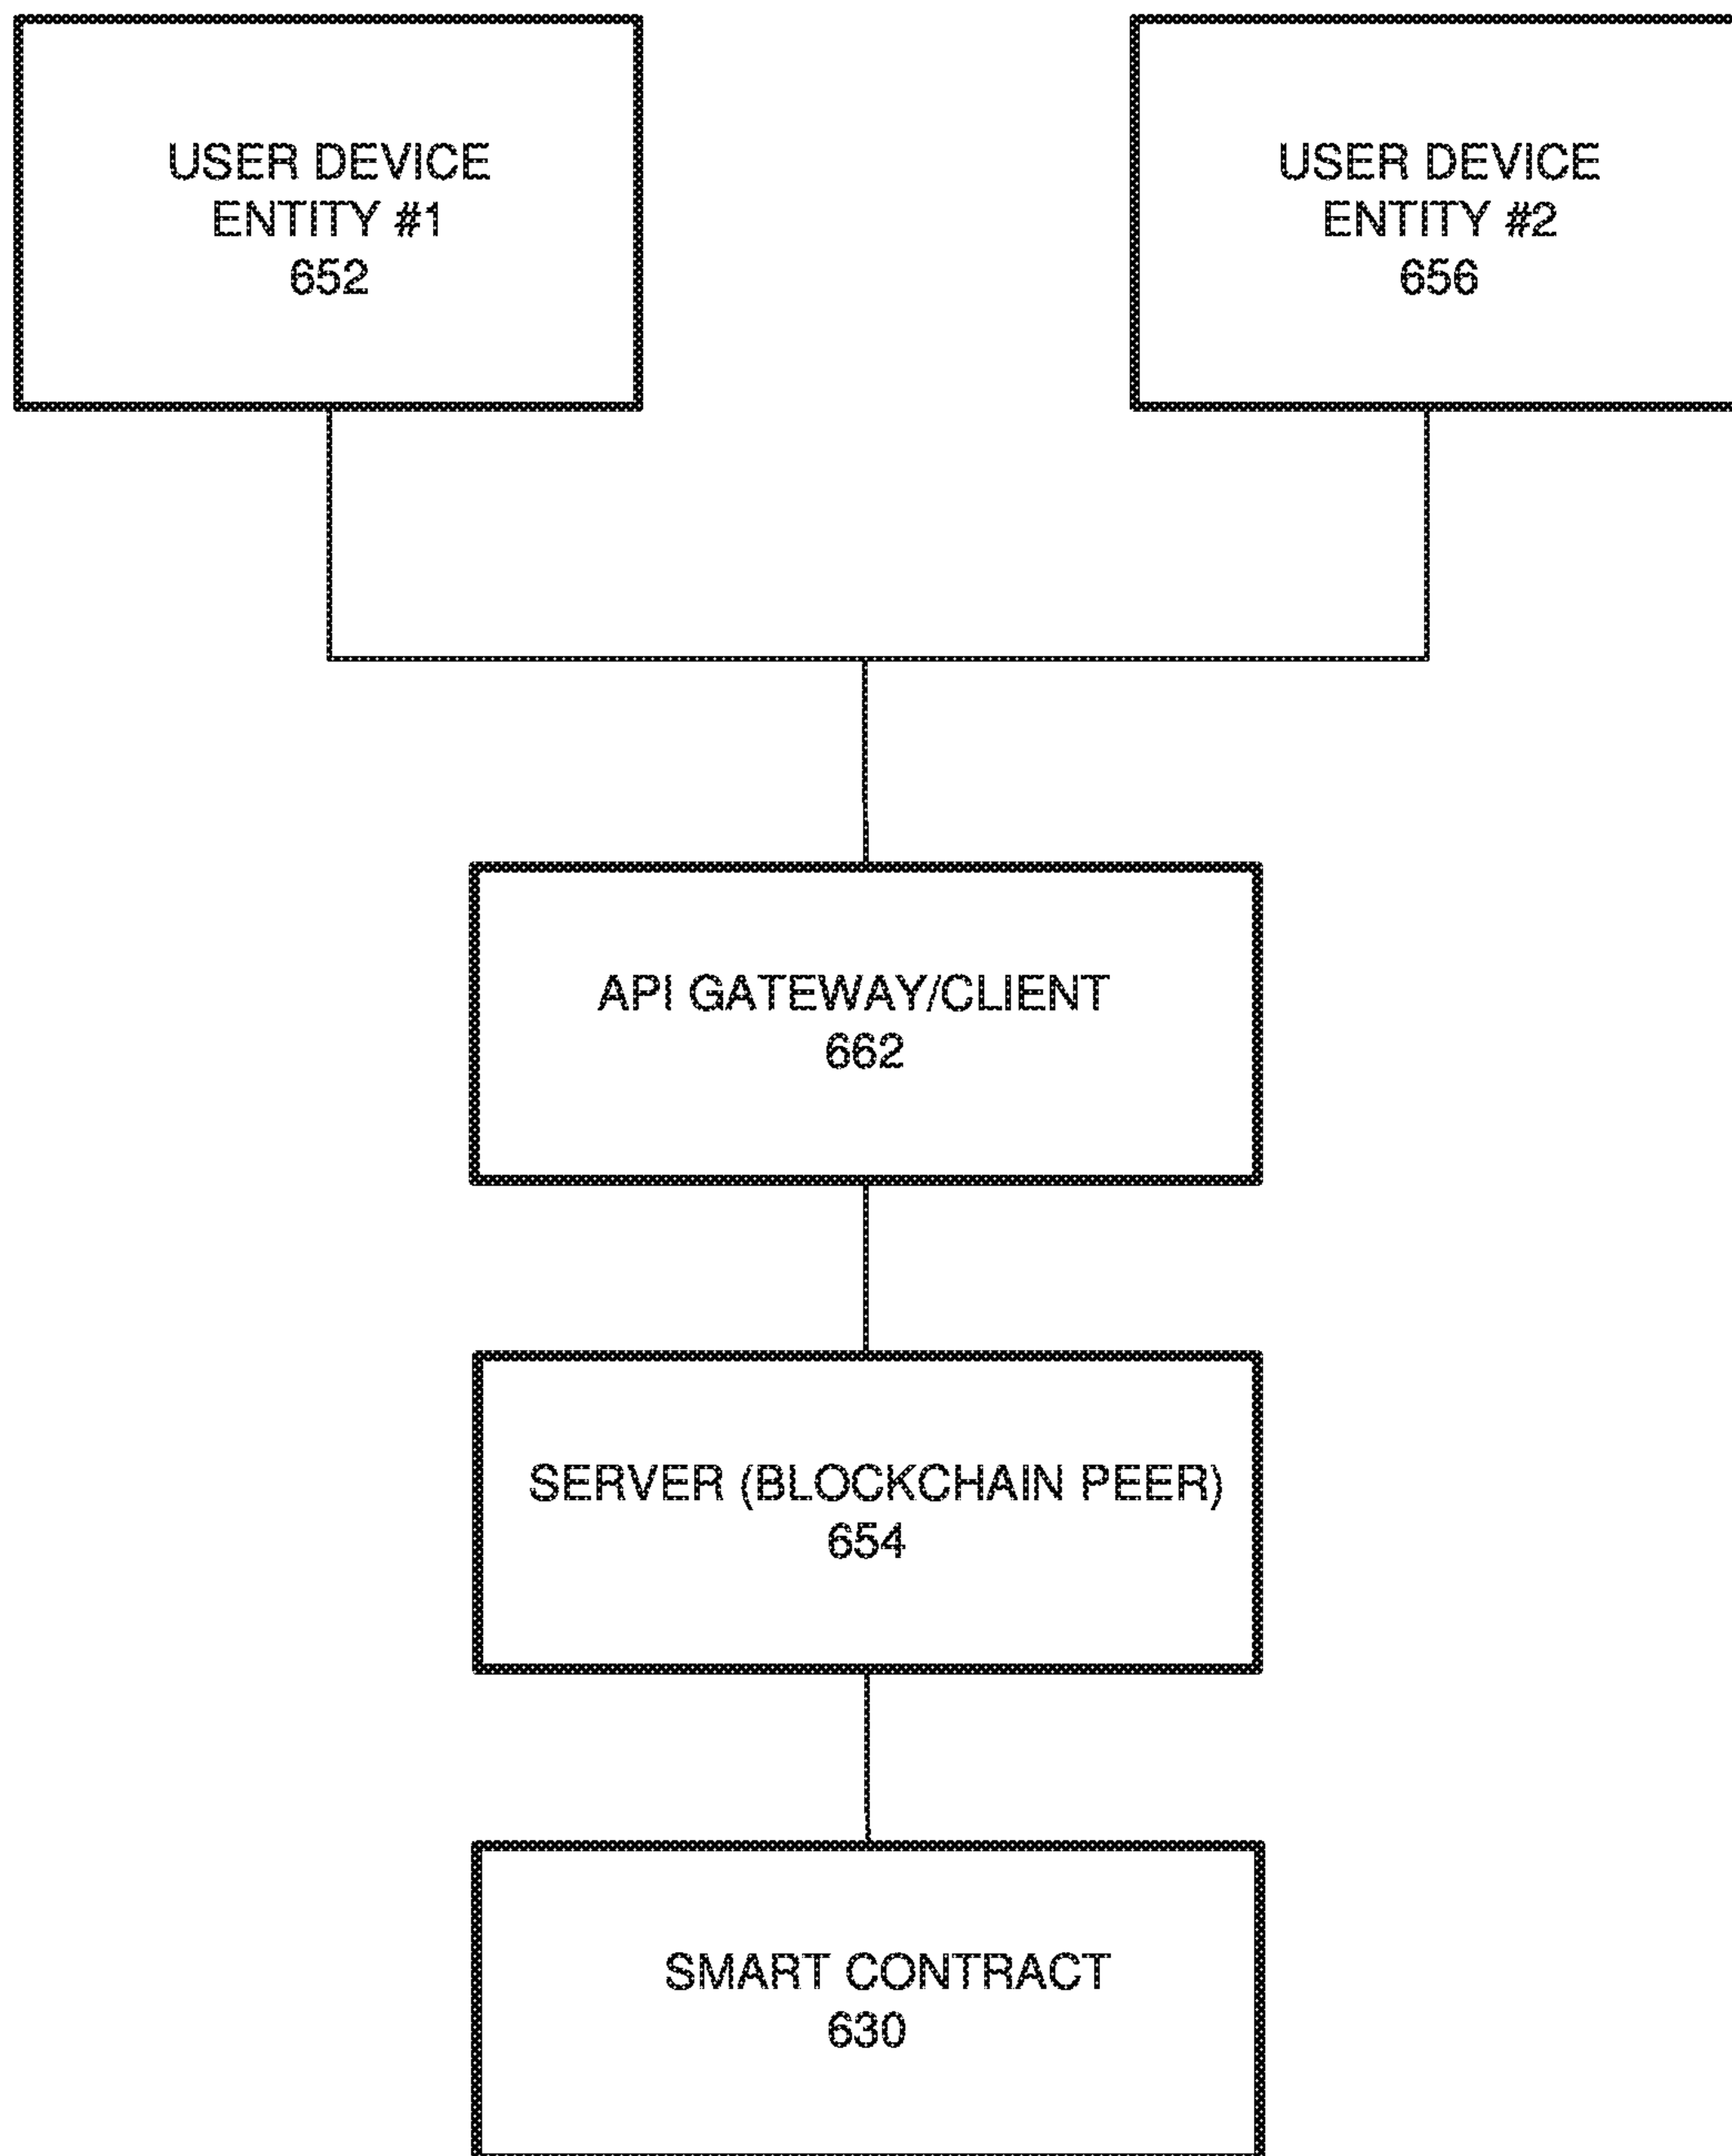 USER DEVICE
ENTITY #1
652
USER DEVICE
ENTITY #2
656
API GATEWAY/CLIENT
662
SERVER (BLOCKCHAIN PEER)
654
SMART CONTRACT
630